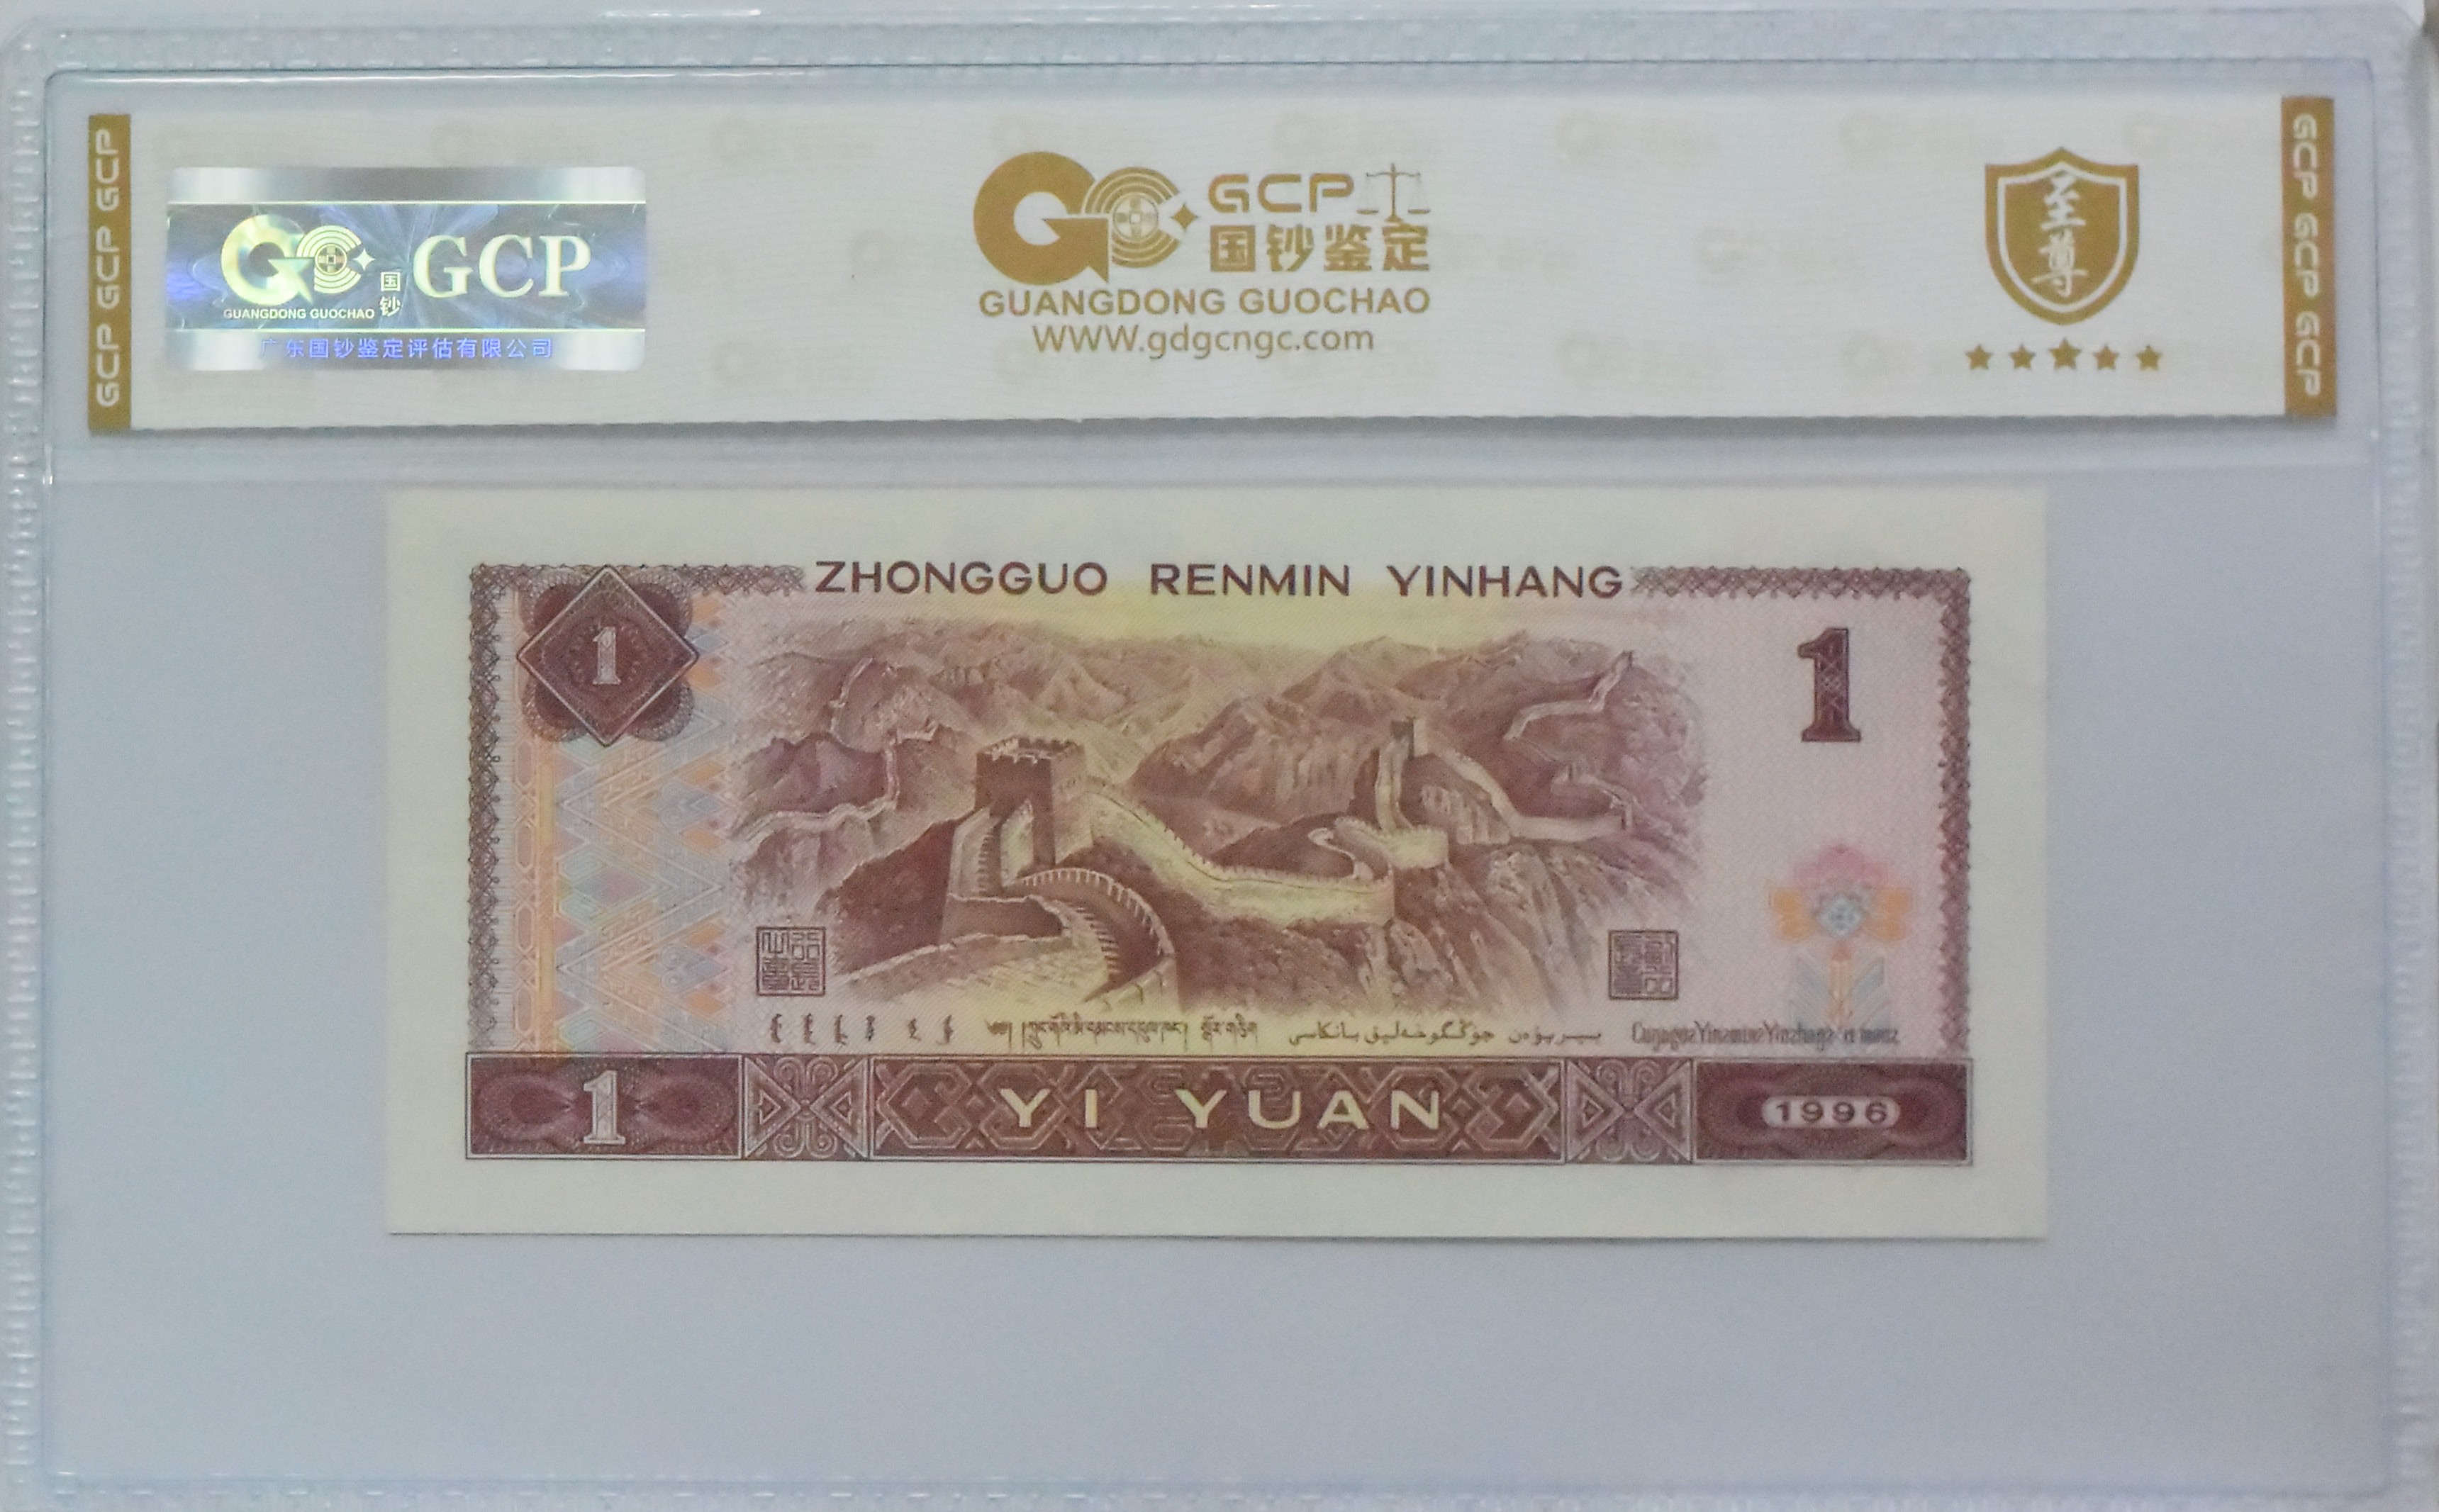 GCP GCP GCP
国钞
GCP
GUANGDONG GUOCHAO
广东国钞鉴定评估有限公司
GCP
国钞鉴定
GUANGDONG GUOCHAO
WWW.gdgcngc.com
至尊
GCP GCP GCP
ZHONGGUO RENMIN YINHANG
1
1
1
YI YUAN
1996